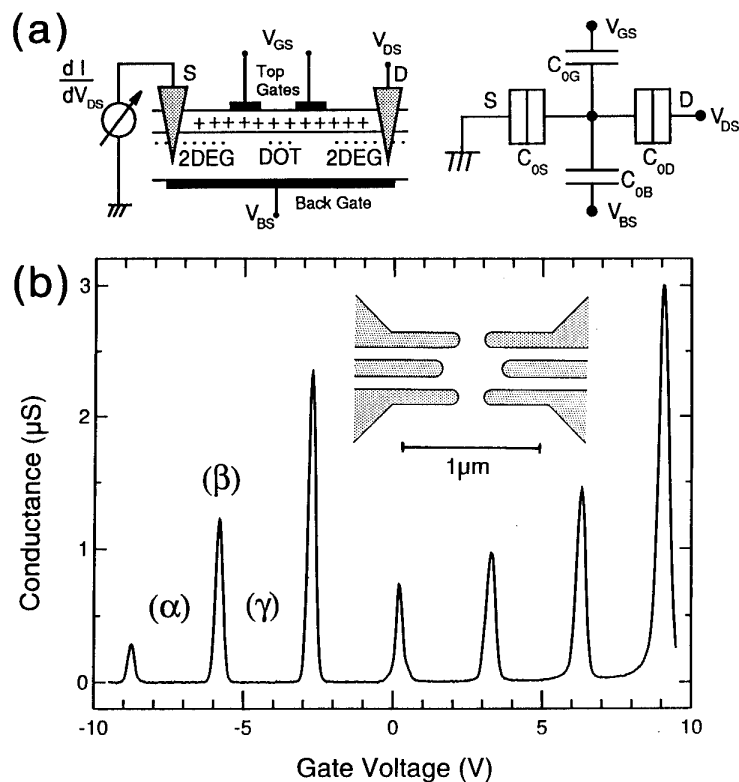 (a)
dI
dV_DS
S
V_GS
Top
Gates
V_DS
D
+ + + + + + + + + + + +
2DEG DOT 2DEG
Back Gate
V_BS
V_GS
C_0G
S
D
V_DS
C_0S
C_0D
C_0B
V_BS
(b)
3
2
1
0
Conductance (μS)
(α)
(β)
(γ)
1μm
-10 -5 0 5 10
Gate Voltage (V)